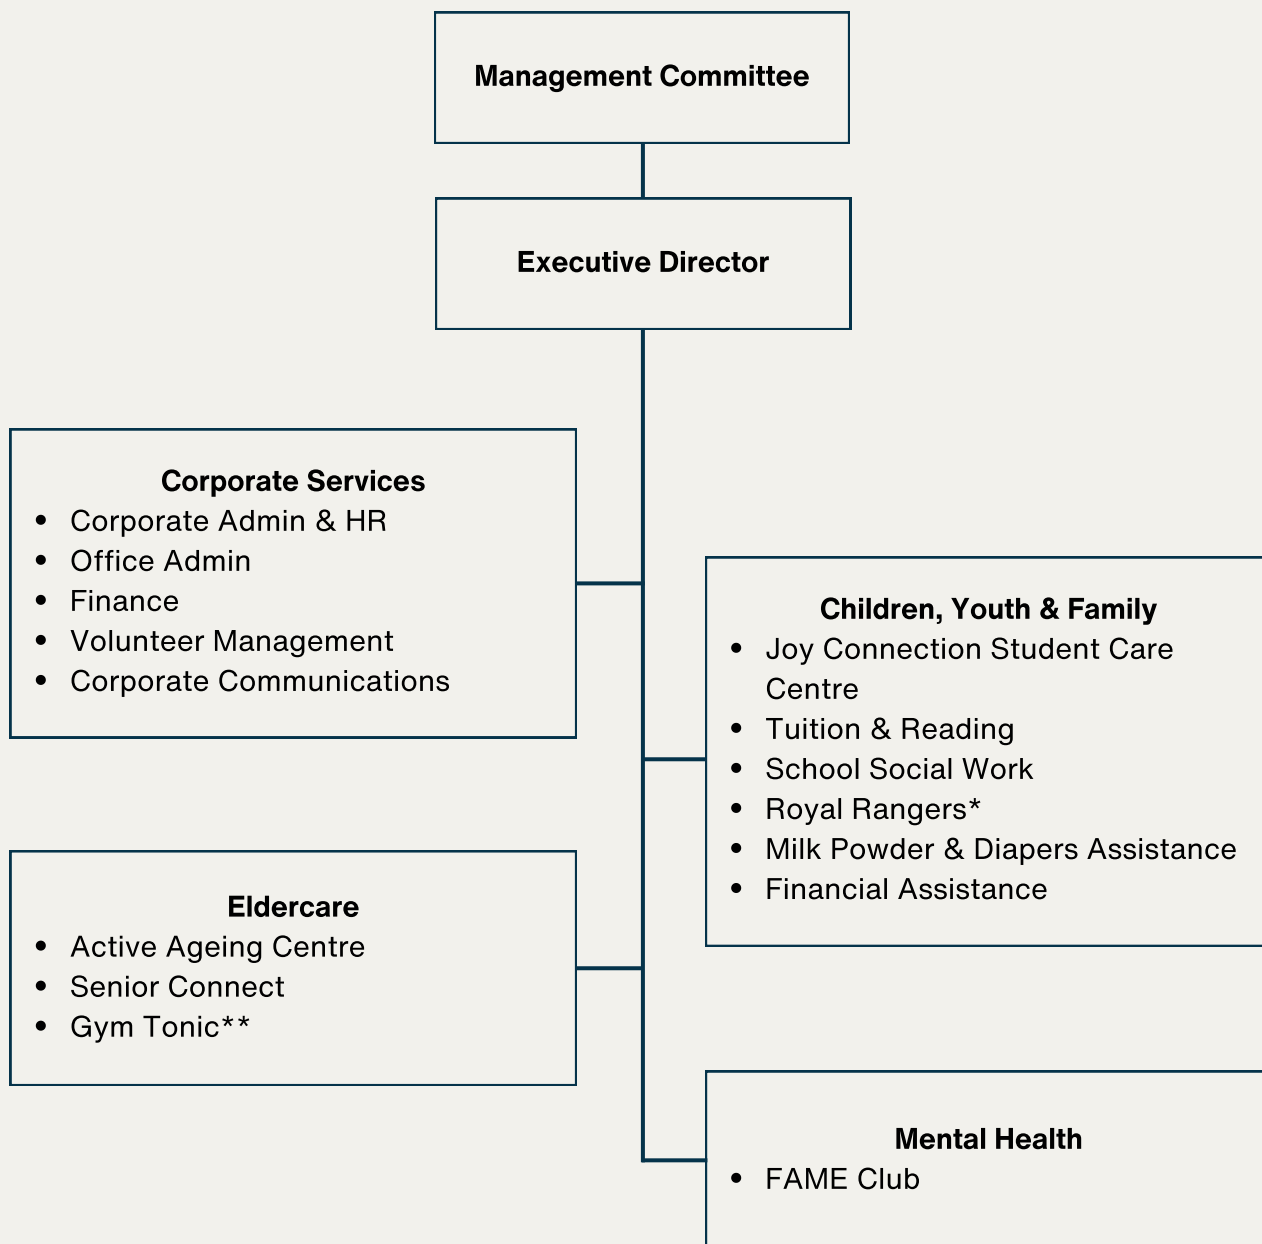 Management Committee
Executive Director
Corporate Services
• Corporate Admin & HR
• Office Admin
• Finance
• Volunteer Management
• Corporate Communications
Children, Youth & Family
• Joy Connection Student Care
Centre
• Tuition & Reading
• School Social Work
• Royal Rangers*
• Milk Powder & Diapers Assistance
• Financial Assistance
Eldercare
• Active Ageing Centre
• Senior Connect
• Gym Tonic**
Mental Health
• FAME Club